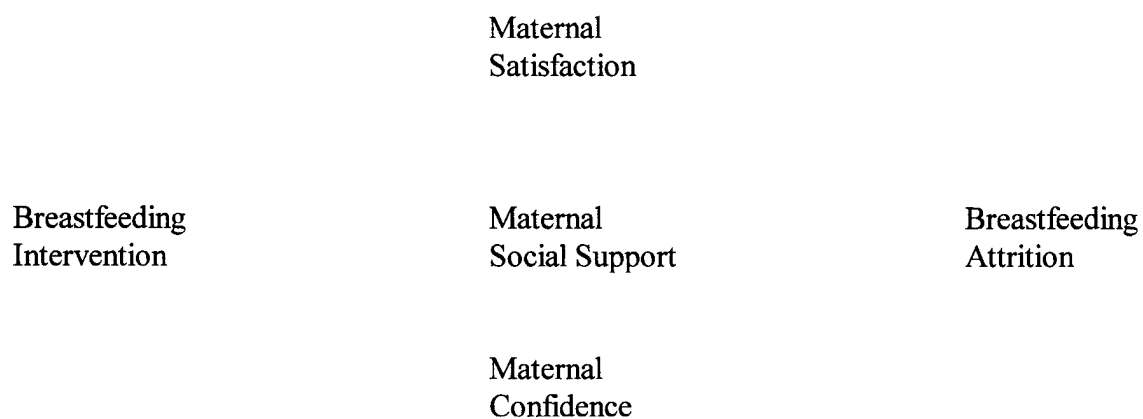 Maternal
Satisfaction
Breastfeeding
Intervention
Maternal
Social Support
Breastfeeding
Attrition
Maternal
Confidence